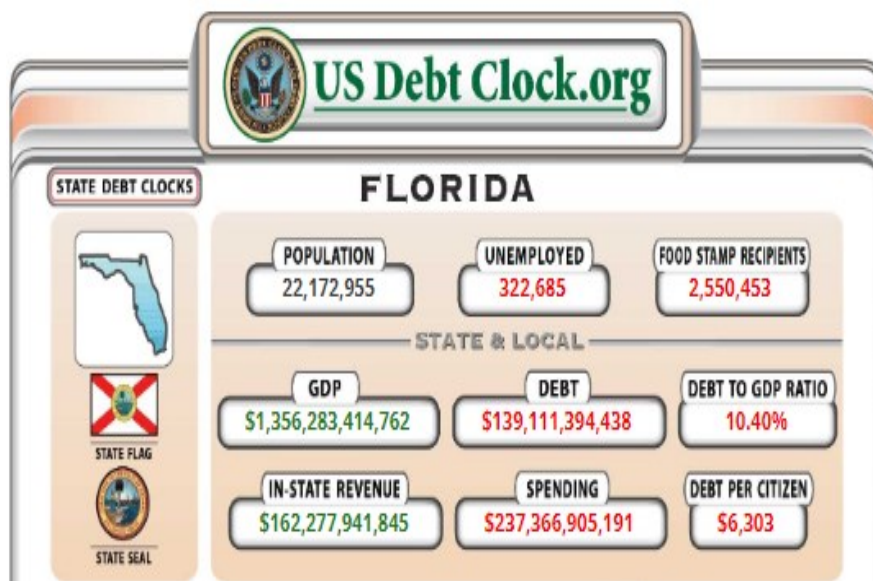 US Debt Clock.org
STATE DEBT CLOCKS
FLORIDA
POPULATION
22,172,955
UNEMPLOYED
322,685
FOOD STAMP RECIPIENTS
2,550,453
STATE & LOCAL
GDP
$1,356,283,414,762
DEBT
$139,111,394,438
DEBT TO GDP RATIO
10.40%
STATE FLAG
IN-STATE REVENUE
$162,277,941,845
SPENDING
$237,366,905,191
DEBT PER CITIZEN
$6,303
STATE SEAL